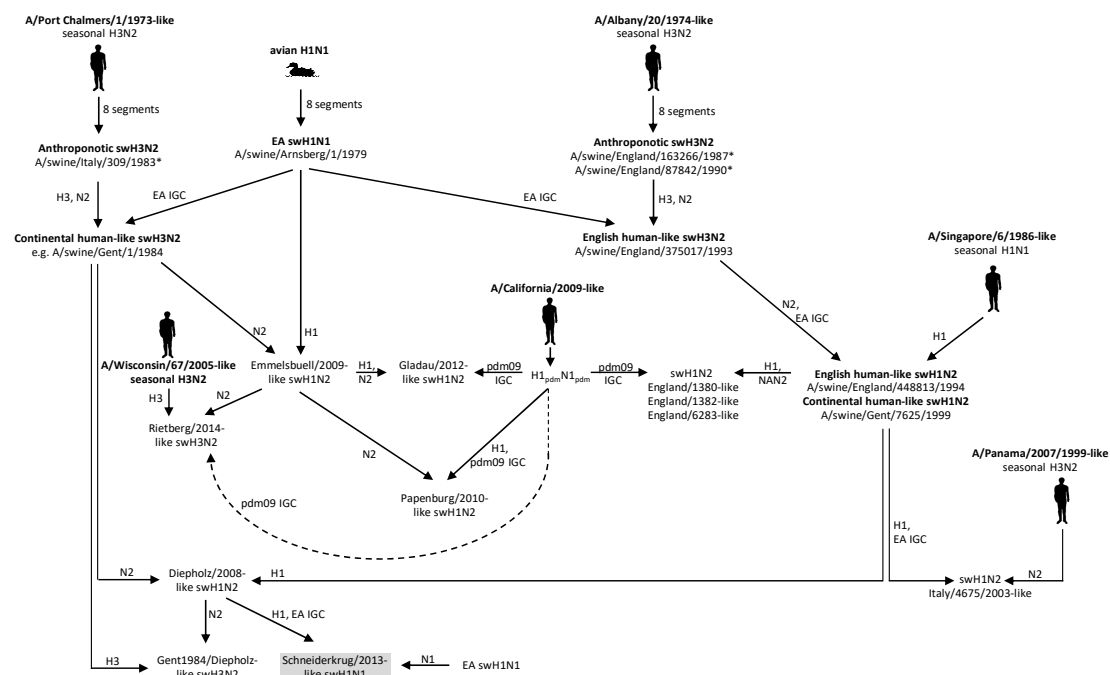 A/Port Chalmers/1/1973-like
seasonal H3N2
avian H1N1
A/Albany/20/1974-like
seasonal H3N2
8 segments
8 segments
8 segments
Anthroponotic swH3N2
A/swine/Italy/309/1983*
EA swH1N1
A/swine/Arnsberg/1/1979
Anthroponotic swH3N2
A/swine/England/163266/1987*
A/swine/England/87842/1990*
H3, N2
EA IGC
EA IGC
H3, N2
Continental human-like swH3N2
e.g. A/swine/Gent/1/1984
English human-like swH3N2
A/swine/England/375017/1993
A/Singapore/6/1986-like
seasonal H1N1
A/California/2009-like
N2
H1
N2,
EA IGC
H1
A/Wisconsin/67/2005-like
seasonal H3N2
Emmelsbuell/2009-
like swH1N2
H1,
N2
Gladau/2012-
like swH1N2
pdm09
IGC
H1pdmN1pdm
pdm09
IGC
swH1N2
England/1380-like
England/1382-like
England/6283-like
H1,
NAN2
English human-like swH1N2
A/swine/England/448813/1994
Continental human-like swH1N2
A/swine/Gent/7625/1999
H3
N2
Rietberg/2014-
like swH3N2
N2
H1,
pdm09 IGC
A/Panama/2007/1999-like
seasonal H3N2
pdm09 IGC
Papenburg/2010-
like swH1N2
H1,
EA IGC
N2
Diepholz/2008-
like swH1N2
H1
swH1N2
Italy/4675/2003-like
N2
N2
H1, EA IGC
H3
Gent1984/Diepholz-
like swH3N2
Schneiderkrug/2013-
like swH1N1
N1
EA swH1N1